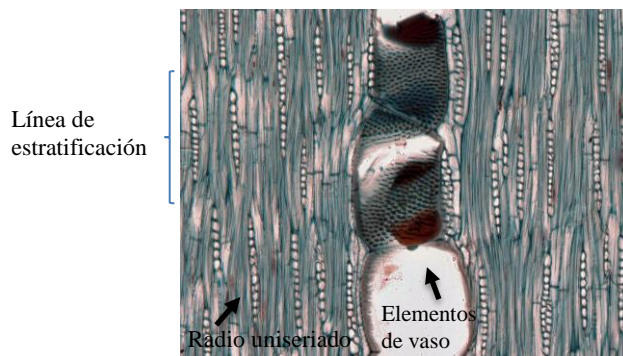 Línea de
estratificación
Radio uniseriado
Elementos
de vaso